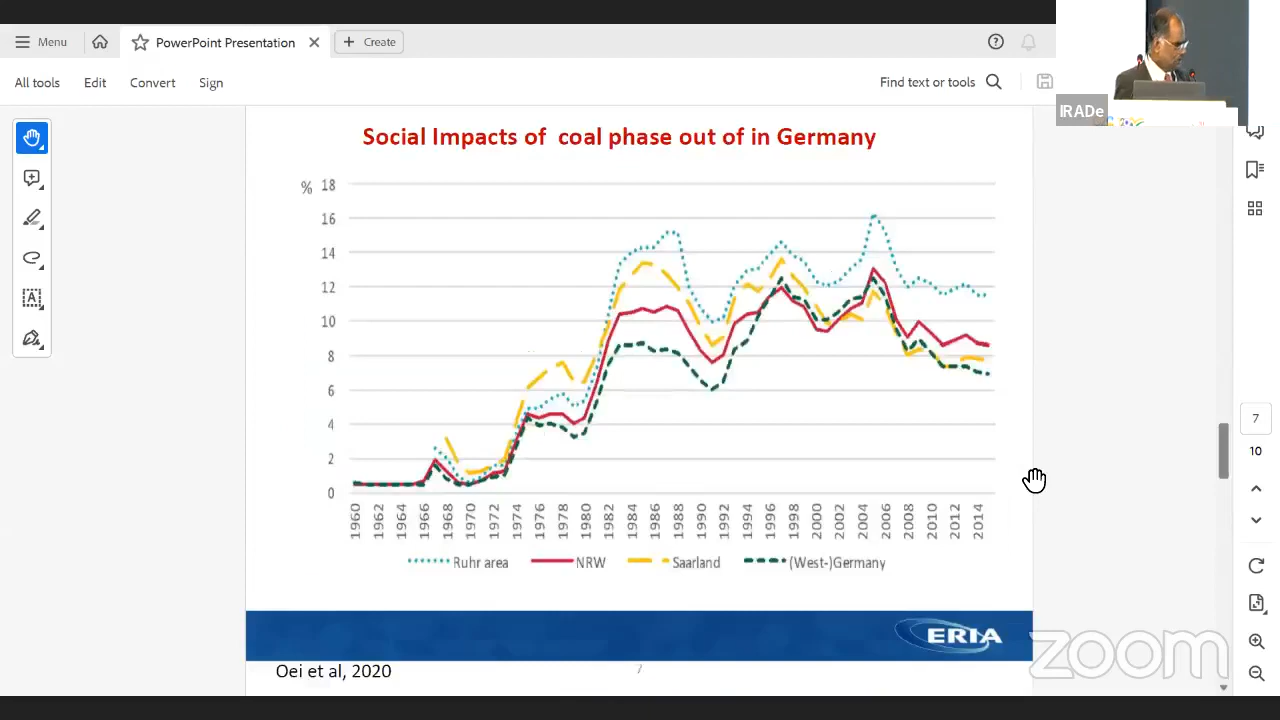 Menu
PowerPoint Presentation
Create
All tools
Edit
Convert
Sign
Find text or tools
IRADe
Social Impacts of  coal phase out of in Germany
%
18
16
14
12
10
8
6
4
2
0
1960 1962 1964 1966 1968 1970 1972 1974 1976 1978 1980 1982 1984 1986 1988 1990 1992 1994 1996 1998 2000 2002 2004 2006 2008 2010 2012 2014
Ruhr area NRW Saarland (West-)Germany
ERIA
Oei et al, 2020
7
zoom
7
10